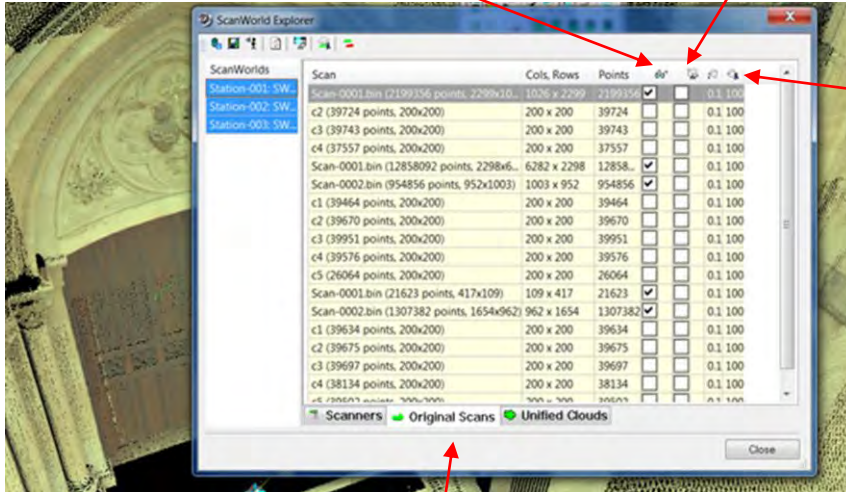 ScanWorld Explorer
ScanWorlds
Station-001: SW...
Station-002: SW...
Station-003: SW...
Scan Cols, Rows Points
Scan-0001.bin (2199356 points, 2299x10... 1026 x 2299 2199356 0.1 100
c2 (39724 points, 200x200) 200 x 200 39724 0.1 100
c3 (39743 points, 200x200) 200 x 200 39743 0.1 100
c4 (37557 points, 200x200) 200 x 200 37557 0.1 100
Scan-0001.bin (12858092 points, 2298x6... 6282 x 2298 12858... 0.1 100
Scan-0002.bin (954856 points, 952x1003) 1003 x 952 954856 0.1 100
c1 (39464 points, 200x200) 200 x 200 39464 0.1 100
c2 (39670 points, 200x200) 200 x 200 39670 0.1 100
c3 (39951 points, 200x200) 200 x 200 39951 0.1 100
c4 (39576 points, 200x200) 200 x 200 39576 0.1 100
c5 (26064 points, 200x200) 200 x 200 26064 0.1 100
Scan-0001.bin (21623 points, 417x109) 109 x 417 21623 0.1 100
Scan-0002.bin (1307382 points, 1654x962) 962 x 1654 1307382 0.1 100
c1 (39634 points, 200x200) 200 x 200 39634 0.1 100
c2 (39675 points, 200x200) 200 x 200 39675 0.1 100
c3 (39697 points, 200x200) 200 x 200 39697 0.1 100
c4 (38134 points, 200x200) 200 x 200 38134 0.1 100
Scanners Original Scans Unified Clouds
Close